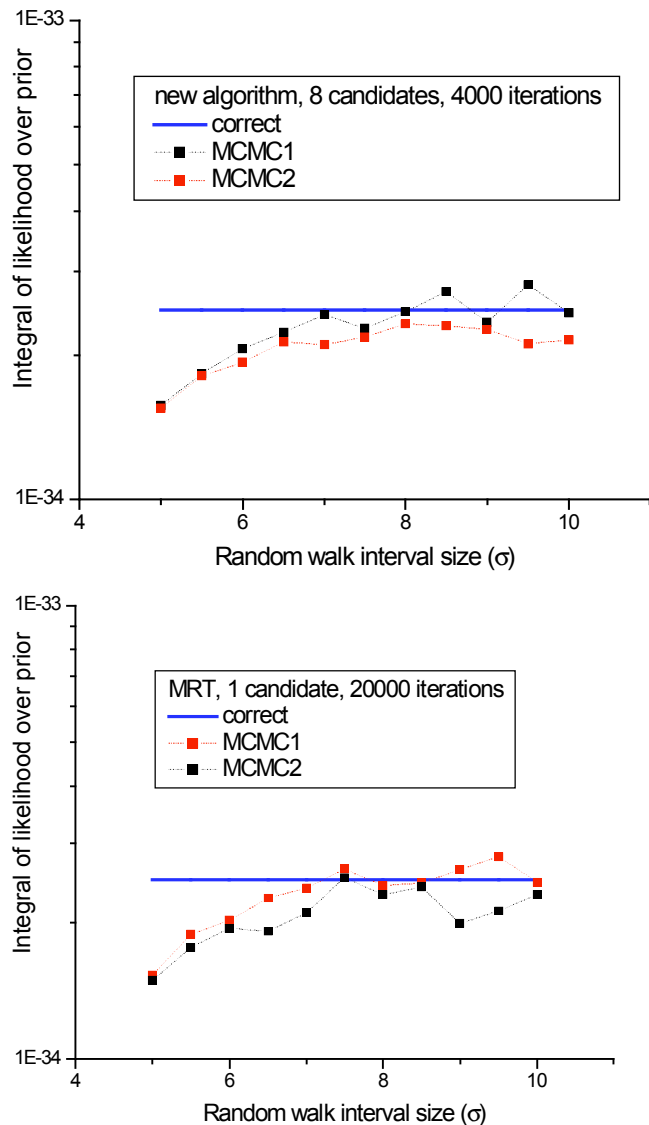 1E-33
new algorithm, 8 candidates, 4000 iterations
correct
MCMC1
MCMC2
Integral of likelihood over prior
1E-34
4 6 8 10
Random walk interval size (σ)
1E-33
MRT, 1 candidate, 20000 iterations
correct
MCMC1
MCMC2
Integral of likelihood over prior
1E-34
4 6 8 10
Random walk interval size (σ)